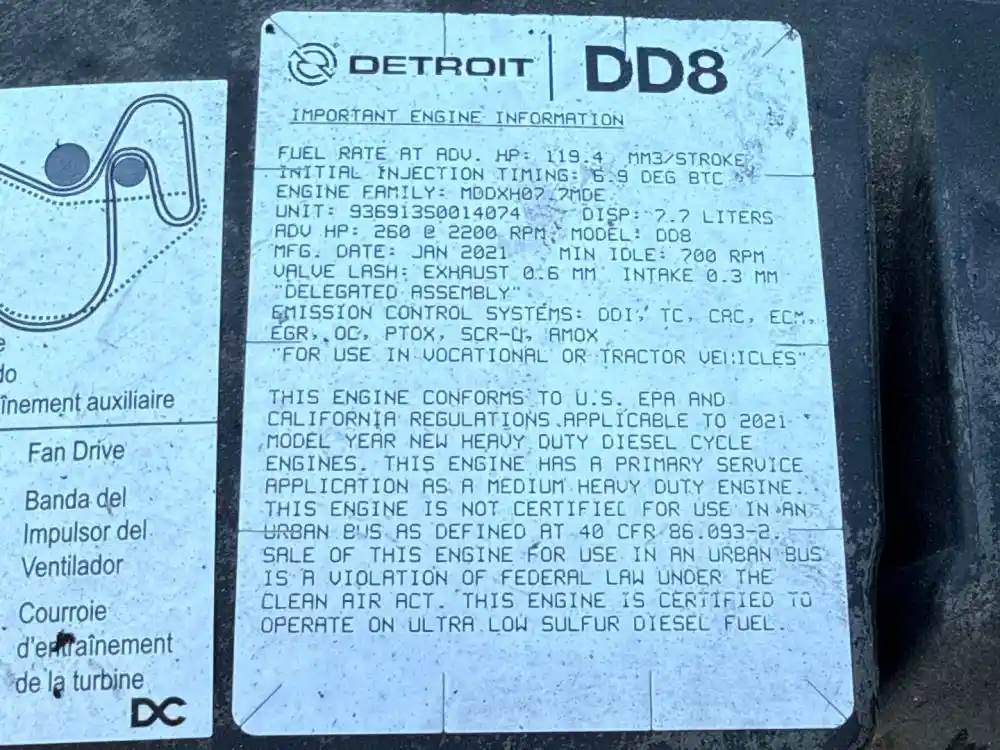 DETROIT DD8
IMPORTANT ENGINE INFORMATION
FUEL RATE AT ADV. HP: 119.4 MM3/STROKE
INITIAL INJECTION TIMING: 6.9 DEG BTC
ENGINE FAMILY: MDDXH07.7MDE
UNIT: 936913S0014074 DISP: 7.7 LITERS
ADV HP: 260 @ 2200 RPM MODEL: DD8
MFG. DATE: JAN 2021 MIN IDLE: 700 RPM
VALVE LASH: EXHAUST 0.6 MM INTAKE 0.3 MM
"DELEGATED ASSEMBLY"
EMISSION CONTROL SYSTEMS: DDI, TC, CAC, ECM,
EGR, OC, PTOX, SCR-U, AMOX
"FOR USE IN VOCATIONAL OR TRACTOR VEHICLES"
THIS ENGINE CONFORMS TO U.S. EPA AND
CALIFORNIA REGULATIONS APPLICABLE TO 2021
MODEL YEAR NEW HEAVY DUTY DIESEL CYCLE
ENGINES. THIS ENGINE HAS A PRIMARY SERVICE
APPLICATION AS A MEDIUM HEAVY DUTY ENGINE.
THIS ENGINE IS NOT CERTIFIED FOR USE IN AN
URBAN BUS AS DEFINED AT 40 CFR 86.093-2.
SALE OF THIS ENGINE FOR USE IN AN URBAN BUS
IS A VIOLATION OF FEDERAL LAW UNDER THE
CLEAN AIR ACT. THIS ENGINE IS CERTIFIED TO
OPERATE ON ULTRA LOW SULFUR DIESEL FUEL.
înement auxiliaire
Fan Drive
Banda del
Impulsor del
Ventilador
Courroie
d'entraînement
de la turbine
DC